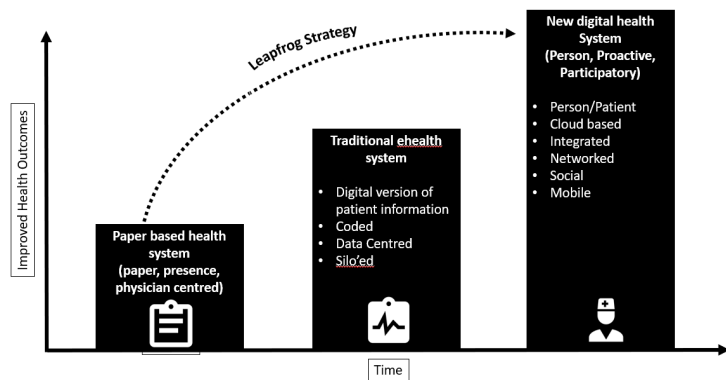 Improved Health Outcomes
Leapfrog Strategy
Paper based health
system
(paper, presence,
physician centred)
Traditional ehealth
system
• Digital version of
patient information
• Coded
• Data Centred
• Silo'ed
New digital health
System
(Person, Proactive,
Participatory)
• Person/Patient
• Cloud based
• Integrated
• Networked
• Social
• Mobile
Time